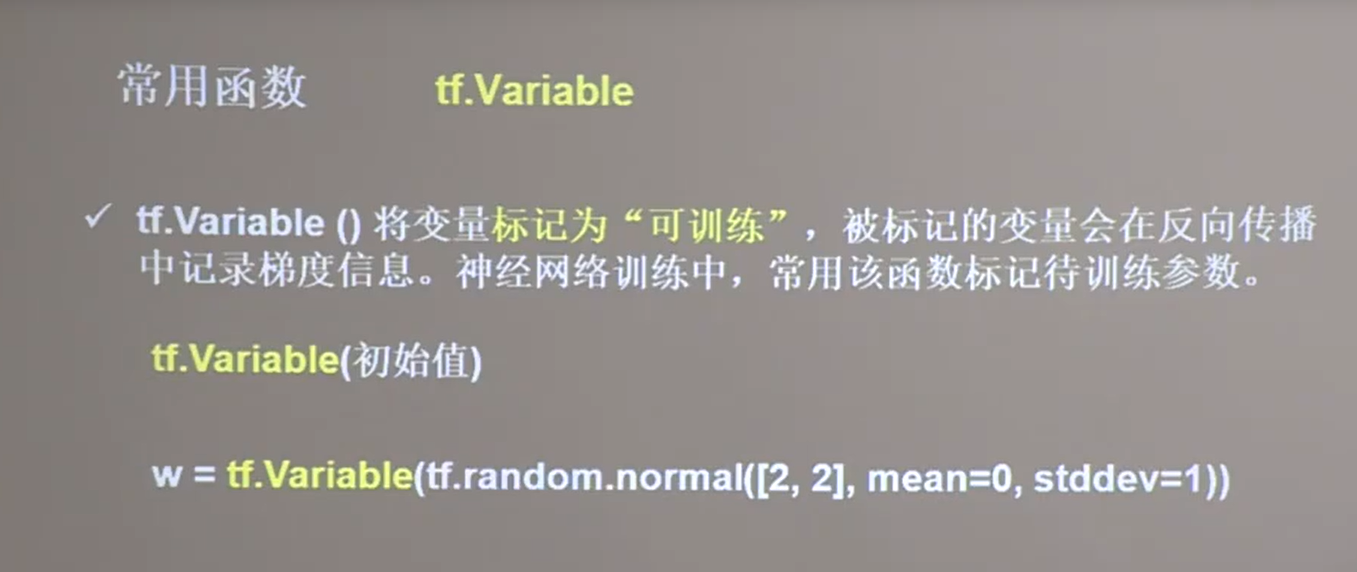 常用函数 tf.Variable
✓ tf.Variable () 将变量标记为“可训练”，被标记的变量会在反向传播
中记录梯度信息。神经网络训练中，常用该函数标记待训练参数。
tf.Variable(初始值)
w = tf.Variable(tf.random.normal([2, 2], mean=0, stddev=1))